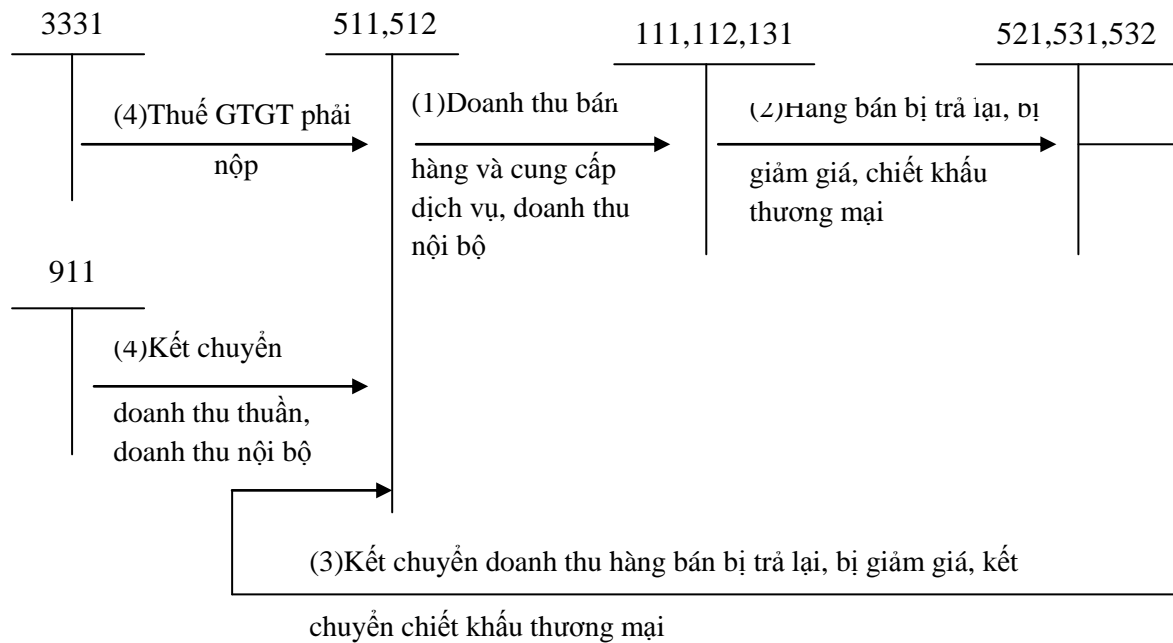 3331
511,512
111,112,131
521,531,532
(4)Thuế GTGT phải
nộp
(1)Doanh thu bán
hàng và cung cấp
dịch vụ, doanh thu
nội bộ
(2)Hàng bán bị trả lại, bị
giảm giá, chiết khấu
thương mại
911
(4)Kết chuyển
doanh thu thuần,
doanh thu nội bộ
(3)Kết chuyển doanh thu hàng bán bị trả lại, bị giảm giá, kết
chuyển chiết khấu thương mại